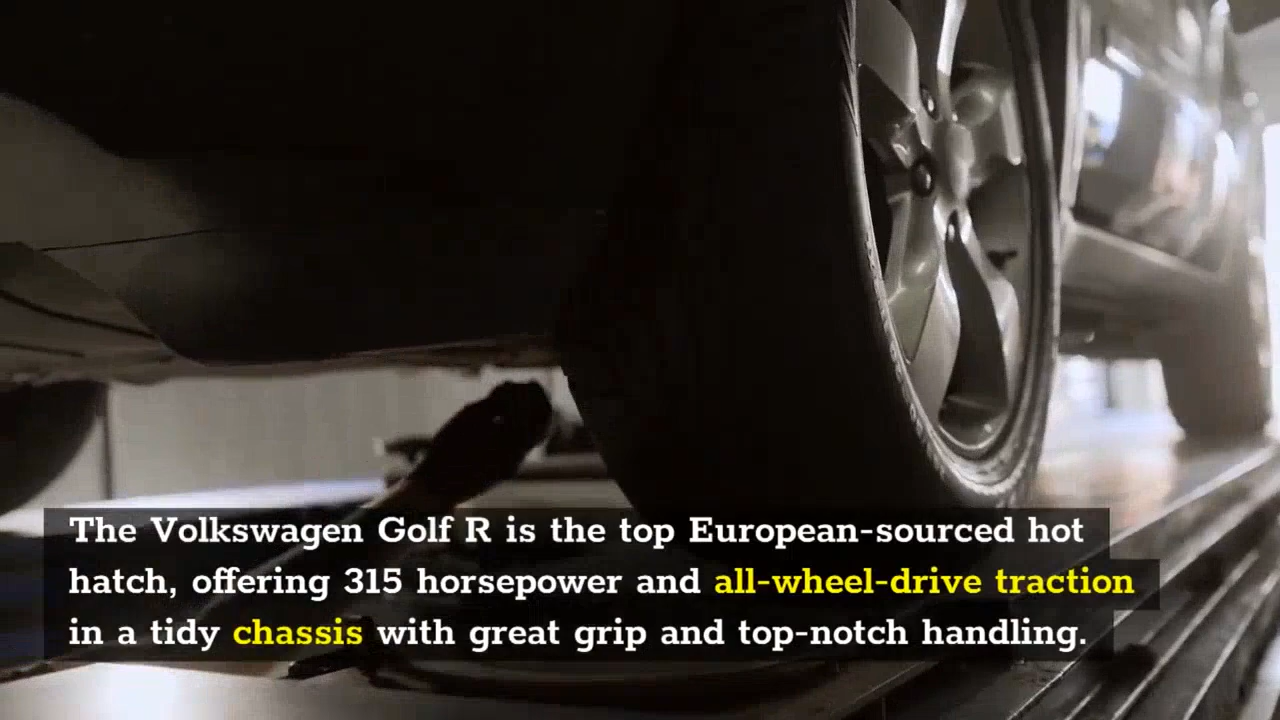 The Volkswagen Golf R is the top European-sourced hot
hatch, offering 315 horsepower and all-wheel-drive traction
in a tidy chassis with great grip and top-notch handling.